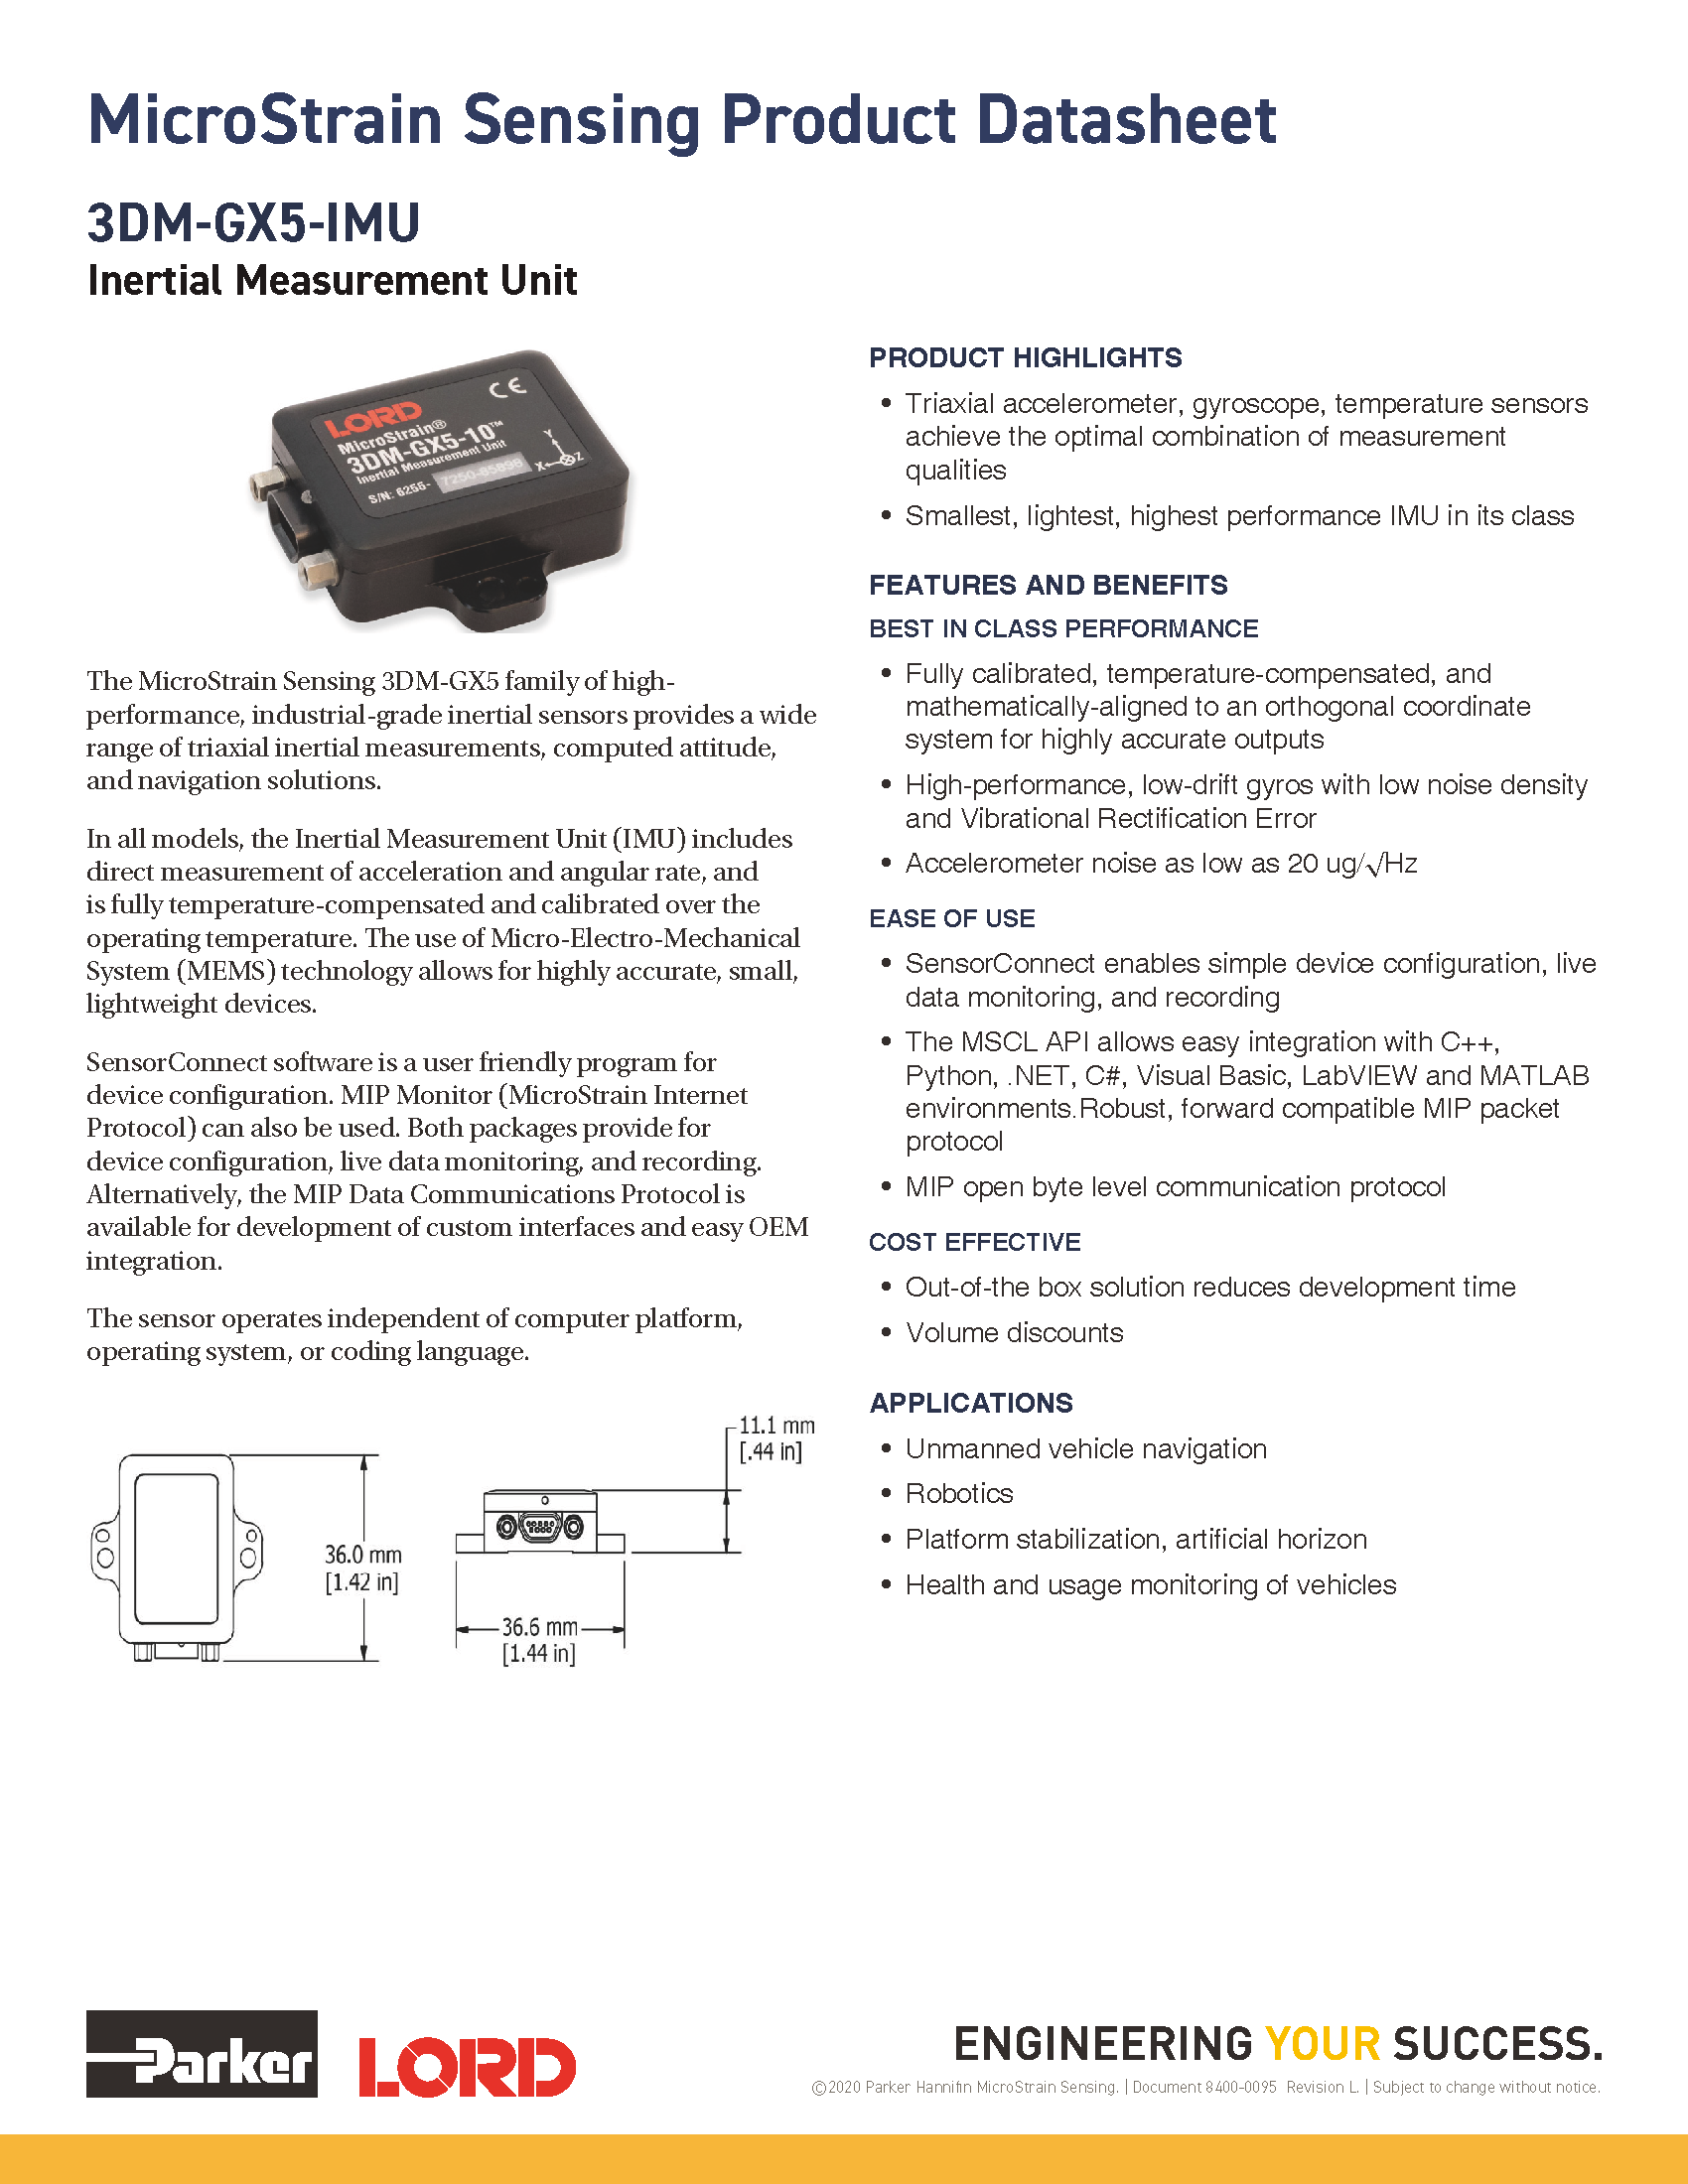 MicroStrain Sensing Product Datasheet
3DM-GX5-IMU
Inertial Measurement Unit
LORD
MicroStrain®
3DM-GX5-10™
Inertial Measurement Unit
S/N: 6256- 7250-85898
CE
Y
X
Z
The MicroStrain Sensing 3DM-GX5 family of high-
performance, industrial-grade inertial sensors provides a wide
range of triaxial inertial measurements, computed attitude,
and navigation solutions.
In all models, the Inertial Measurement Unit (IMU) includes
direct measurement of acceleration and angular rate, and
is fully temperature-compensated and calibrated over the
operating temperature. The use of Micro-Electro-Mechanical
System (MEMS) technology allows for highly accurate, small,
lightweight devices.
SensorConnect software is a user friendly program for
device configuration. MIP Monitor (MicroStrain Internet
Protocol) can also be used. Both packages provide for
device configuration, live data monitoring, and recording.
Alternatively, the MIP Data Communications Protocol is
available for development of custom interfaces and easy OEM
integration.
The sensor operates independent of computer platform,
operating system, or coding language.
36.0 mm
[1.42 in]
11.1 mm
[.44 in]
36.6 mm
[1.44 in]
PRODUCT HIGHLIGHTS
• Triaxial accelerometer, gyroscope, temperature sensors
achieve the optimal combination of measurement
qualities
• Smallest, lightest, highest performance IMU in its class
FEATURES AND BENEFITS
BEST IN CLASS PERFORMANCE
• Fully calibrated, temperature-compensated, and
mathematically-aligned to an orthogonal coordinate
system for highly accurate outputs
• High-performance, low-drift gyros with low noise density
and Vibrational Rectification Error
• Accelerometer noise as low as 20 ug/√Hz
EASE OF USE
• SensorConnect enables simple device configuration, live
data monitoring, and recording
• The MSCL API allows easy integration with C++,
Python, .NET, C#, Visual Basic, LabVIEW and MATLAB
environments.Robust, forward compatible MIP packet
protocol
• MIP open byte level communication protocol
COST EFFECTIVE
• Out-of-the box solution reduces development time
• Volume discounts
APPLICATIONS
• Unmanned vehicle navigation
• Robotics
• Platform stabilization, artificial horizon
• Health and usage monitoring of vehicles
Parker
LORD
ENGINEERING YOUR SUCCESS.
©2020 Parker Hannifin MicroStrain Sensing. | Document 8400-0095 Revision L. | Subject to change without notice.